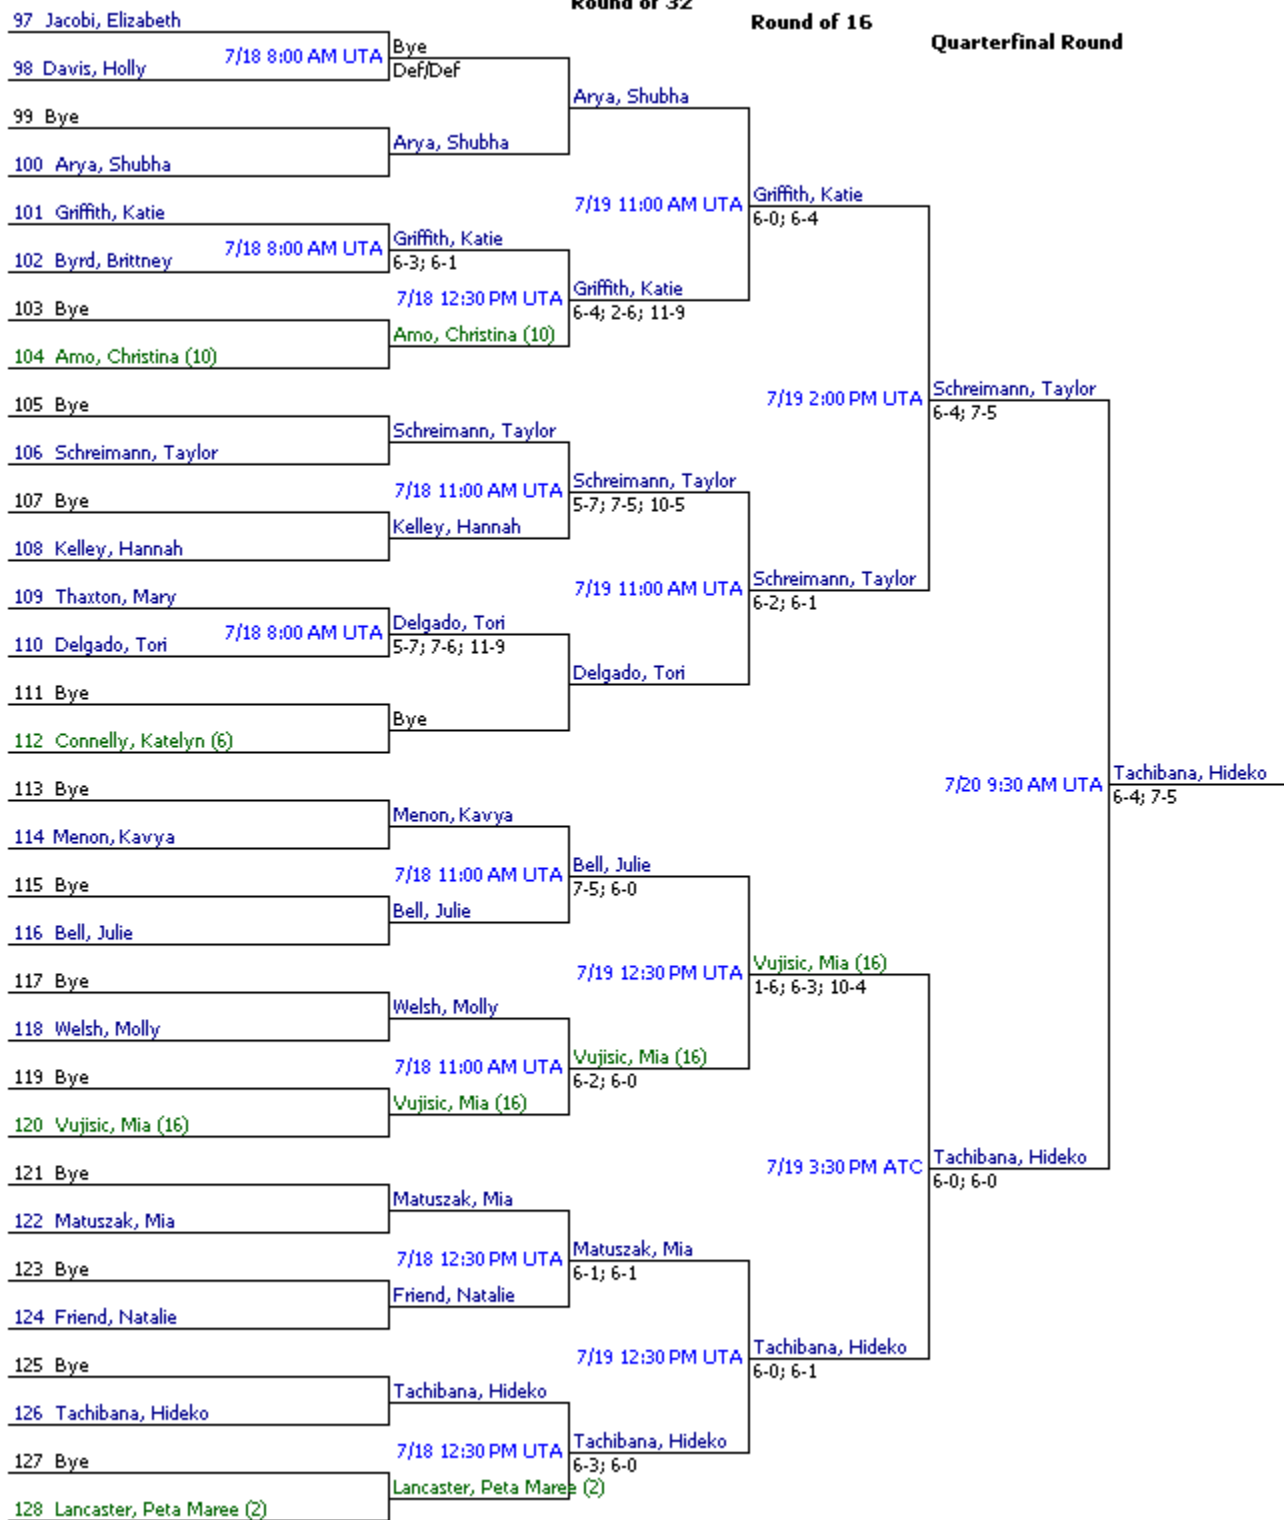 Round of 32
Round of 16
Quarterfinal Round
97 Jacobi, Elizabeth
7/18 8:00 AM UTA
98 Davis, Holly
Bye
Def/Def
99 Bye
100 Arya, Shubha
Arya, Shubha
Arya, Shubha
101 Griffith, Katie
7/18 8:00 AM UTA
102 Byrd, Brittney
Griffith, Katie
6-3; 6-1
103 Bye
104 Amo, Christina (10)
Amo, Christina (10)
7/18 12:30 PM UTA
Griffith, Katie
6-4; 2-6; 11-9
7/19 11:00 AM UTA
Griffith, Katie
6-0; 6-4
105 Bye
106 Schreimann, Taylor
Schreimann, Taylor
107 Bye
108 Kelley, Hannah
Kelley, Hannah
7/18 11:00 AM UTA
Schreimann, Taylor
5-7; 7-5; 10-5
109 Thaxton, Mary
7/18 8:00 AM UTA
110 Delgado, Tori
Delgado, Tori
5-7; 7-6; 11-9
111 Bye
112 Connelly, Katelyn (6)
Bye
Delgado, Tori
7/19 11:00 AM UTA
Schreimann, Taylor
6-2; 6-1
7/19 2:00 PM UTA
Schreimann, Taylor
6-4; 7-5
113 Bye
114 Menon, Kavya
Menon, Kavya
115 Bye
116 Bell, Julie
Bell, Julie
7/18 11:00 AM UTA
Bell, Julie
7-5; 6-0
117 Bye
118 Welsh, Molly
Welsh, Molly
119 Bye
120 Vujisic, Mia (16)
Vujisic, Mia (16)
7/18 11:00 AM UTA
Vujisic, Mia (16)
6-2; 6-0
7/19 12:30 PM UTA
Vujisic, Mia (16)
1-6; 6-3; 10-4
121 Bye
122 Matuszak, Mia
Matuszak, Mia
123 Bye
124 Friend, Natalie
Friend, Natalie
7/18 12:30 PM UTA
Matuszak, Mia
6-1; 6-1
125 Bye
126 Tachibana, Hideko
Tachibana, Hideko
127 Bye
128 Lancaster, Peta Maree (2)
Lancaster, Peta Maree (2)
7/18 12:30 PM UTA
Tachibana, Hideko
6-3; 6-0
7/19 12:30 PM UTA
Tachibana, Hideko
6-0; 6-1
7/19 3:30 PM ATC
Tachibana, Hideko
6-0; 6-0
7/20 9:30 AM UTA
Tachibana, Hideko
6-4; 7-5